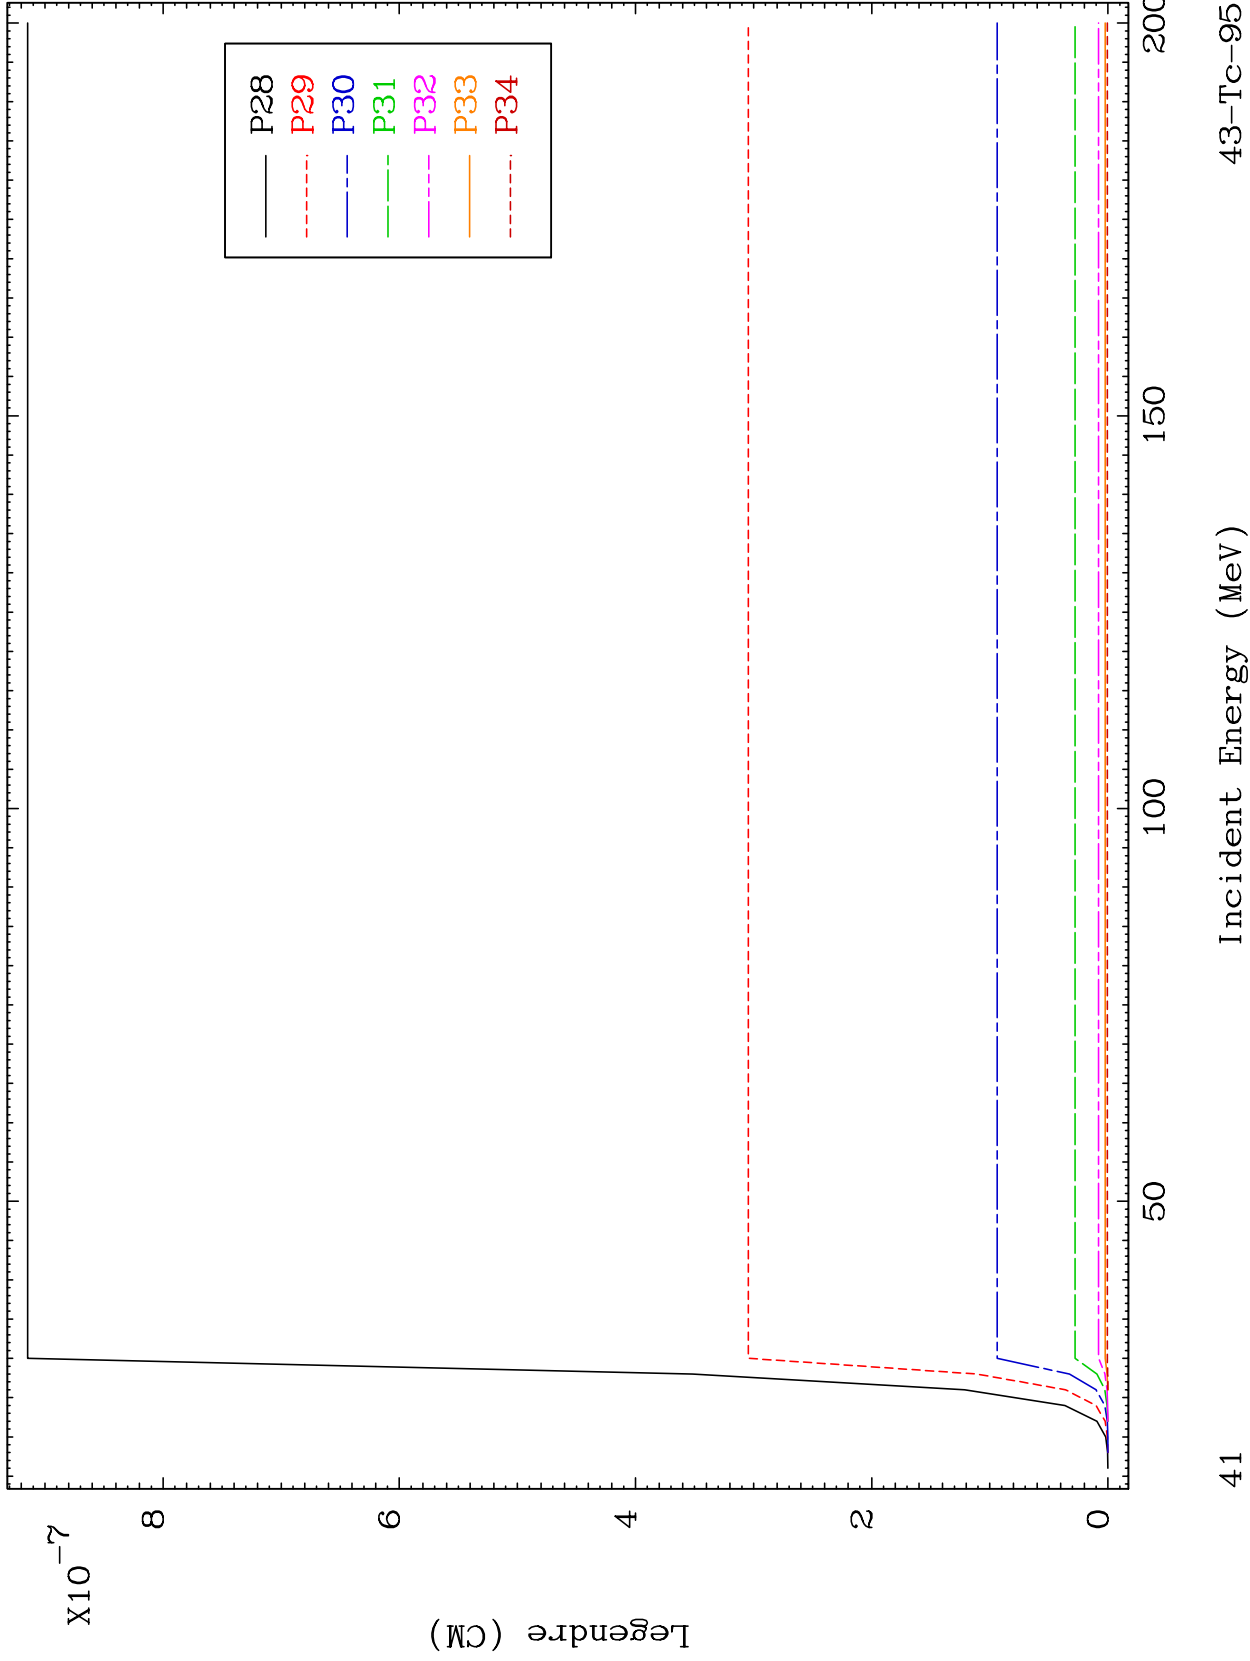 X10-7
8
6
4
2
0
Legendre (CM)
P28
P29
P30
P31
P32
P33
P34
50
100
150
200
41
Incident Energy (MeV)
43-Tc-95